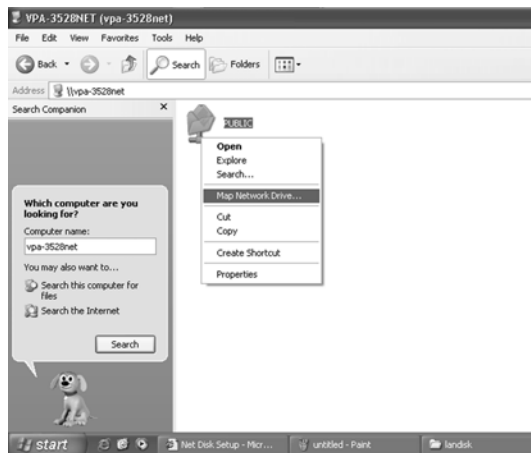 VPA-3528NET (vpa-3528net)
File Edit View Favorites Tools Help
Back Search Folders
Address \\vpa-3528net
Search Companion
PUBLIC
Open
Explore
Search...
Map Network Drive...
Cut
Copy
Create Shortcut
Properties
Which computer are you
looking for?
Computer name:
vpa-3528net
You may also want to...
Search this computer for
files
Search the Internet
Search
start Net Disk Setup - Micr... untitled - Paint landisk